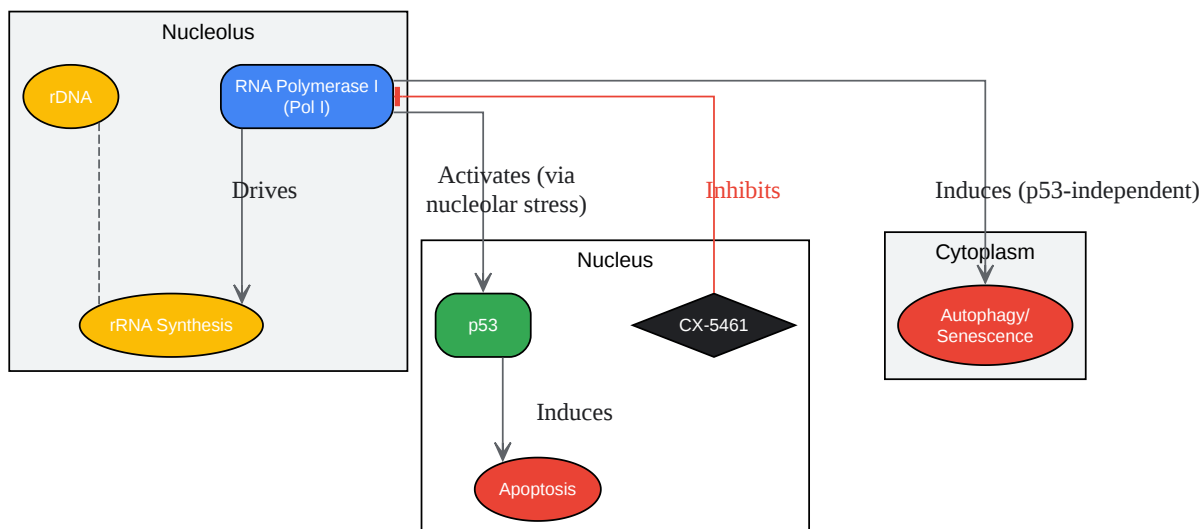 Nucleolus
rDNA
RNA Polymerase I
(Pol I)
Drives
Activates (via
nucleolar stress)
Inhibits
Induces (p53-independent)
Nucleus
Cytoplasm
rRNA Synthesis
p53
CX-5461
Autophagy/
Senescence
Induces
Apoptosis